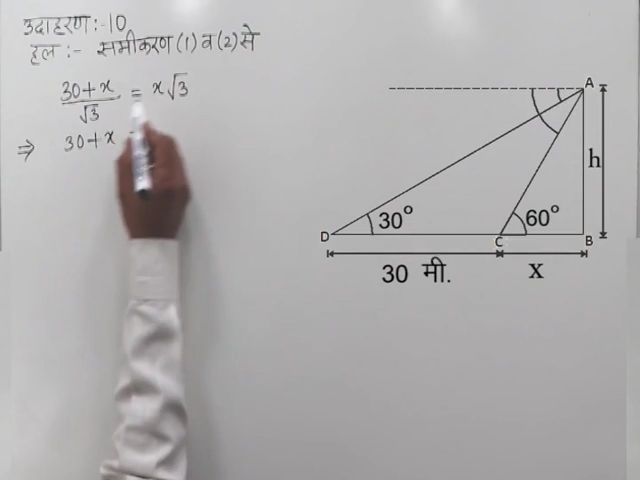 उदाहरण:-10
हल :- समीकरण (1) व (2) से
30+x/√3 = x√3
⇒ 30+x
A
h
30° 60°
D C B
30 मी. x